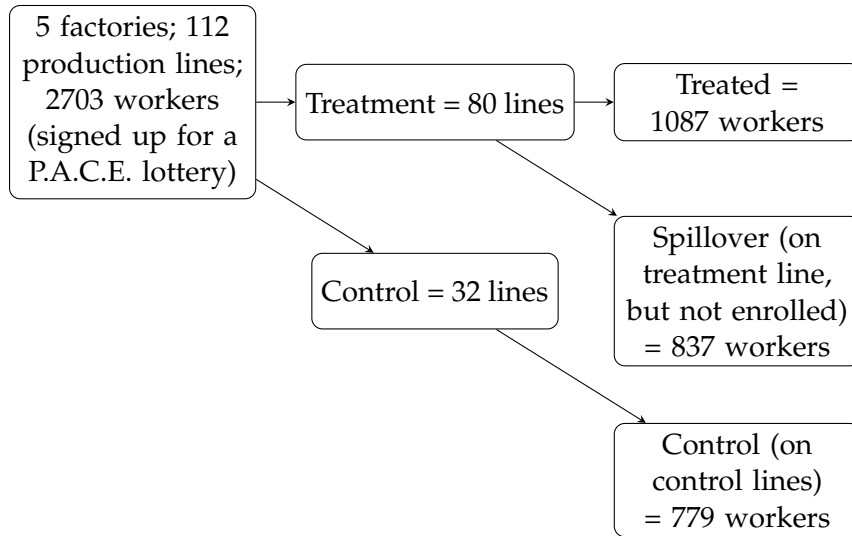 5 factories; 112
production lines;
2703 workers
(signed up for a
P.A.C.E. lottery)
Treatment = 80 lines
Treated =
1087 workers
Spillover (on
treatment line,
but not enrolled)
= 837 workers
Control = 32 lines
Control (on
control lines)
= 779 workers